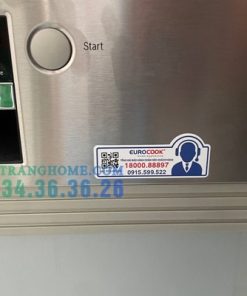 Start
EUROCOOK
18000.88897
0915.599.522
TRANGHOME.COM
34.36.36.26